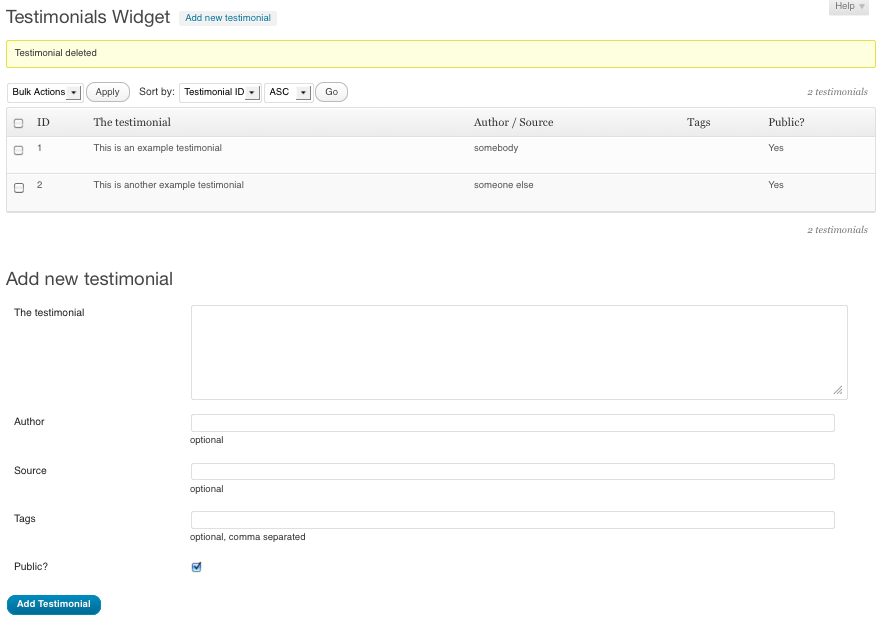 Help
Testimonials Widget Add new testimonial
Testimonial deleted
Bulk Actions Apply Sort by: Testimonial ID ASC Go 2 testimonials
ID The testimonial Author / Source Tags Public?
1 This is an example testimonial somebody Yes
2 This is another example testimonial someone else Yes
2 testimonials
Add new testimonial
The testimonial
Author
optional
Source
optional
Tags
optional, comma separated
Public?
Add Testimonial